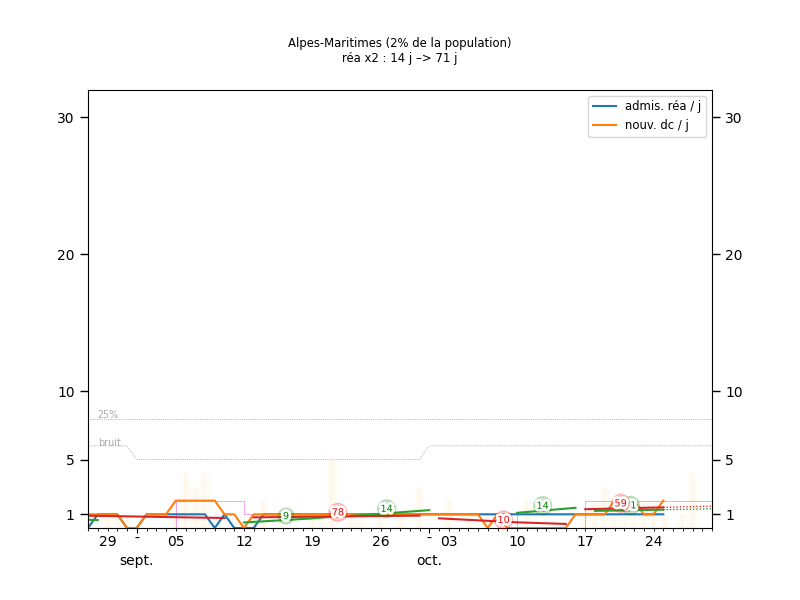 Alpes-Maritimes (2% de la population)
réa x2 : 14 j –> 71 j
admis. réa / j
nouv. dc / j
30 30
20 20
10 10
25%
bruit
5 5
1 1
9 78 14 10 14 59 1
29 - 05 12 19 26 - 03 10 17 24
sept. oct.